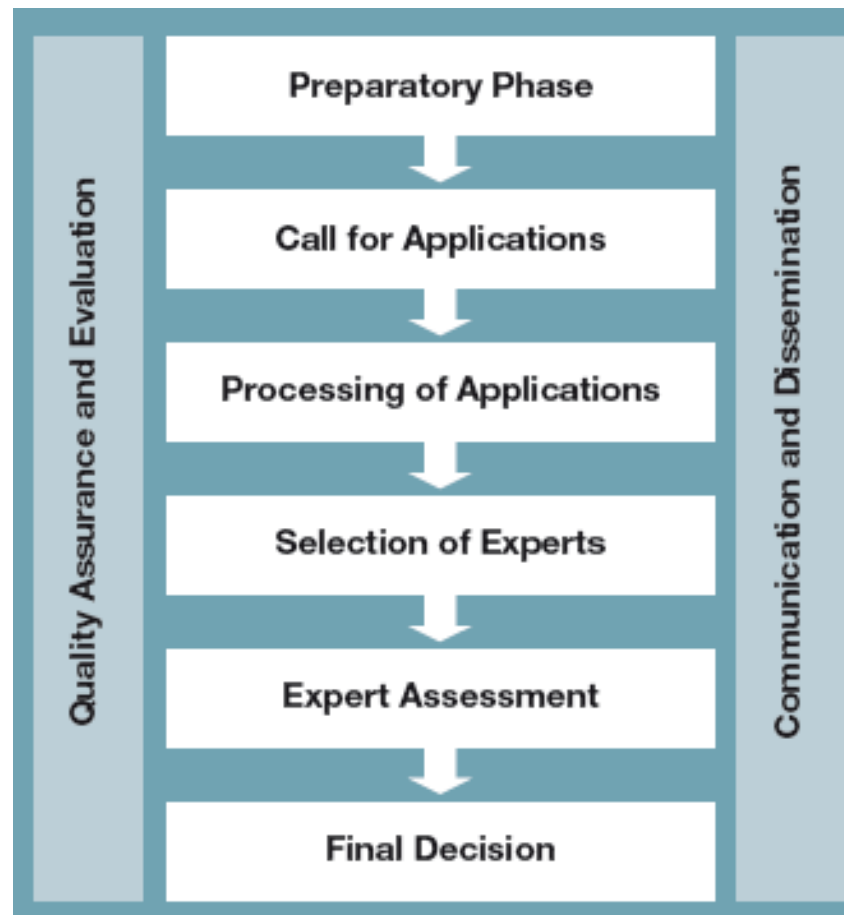 Preparatory Phase
Call for Applications
Processing of Applications
Selection of Experts
Expert Assessment
Final Decision
Quality Assurance and Evaluation
Communication and Dissemination